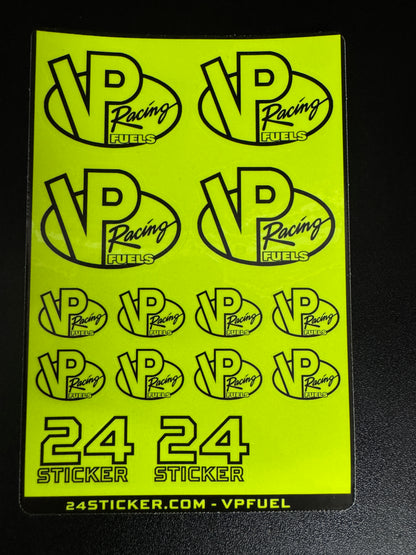 VP Racing FUELS VP Racing FUELS
VP Racing FUELS VP Racing FUELS
VP Racing FUELS VP Racing FUELS VP Racing FUELS VP Racing FUELS
VP Racing FUELS VP Racing FUELS VP Racing FUELS VP Racing FUELS
24 24
STICKER STICKER
24STICKER.COM - VPFUEL